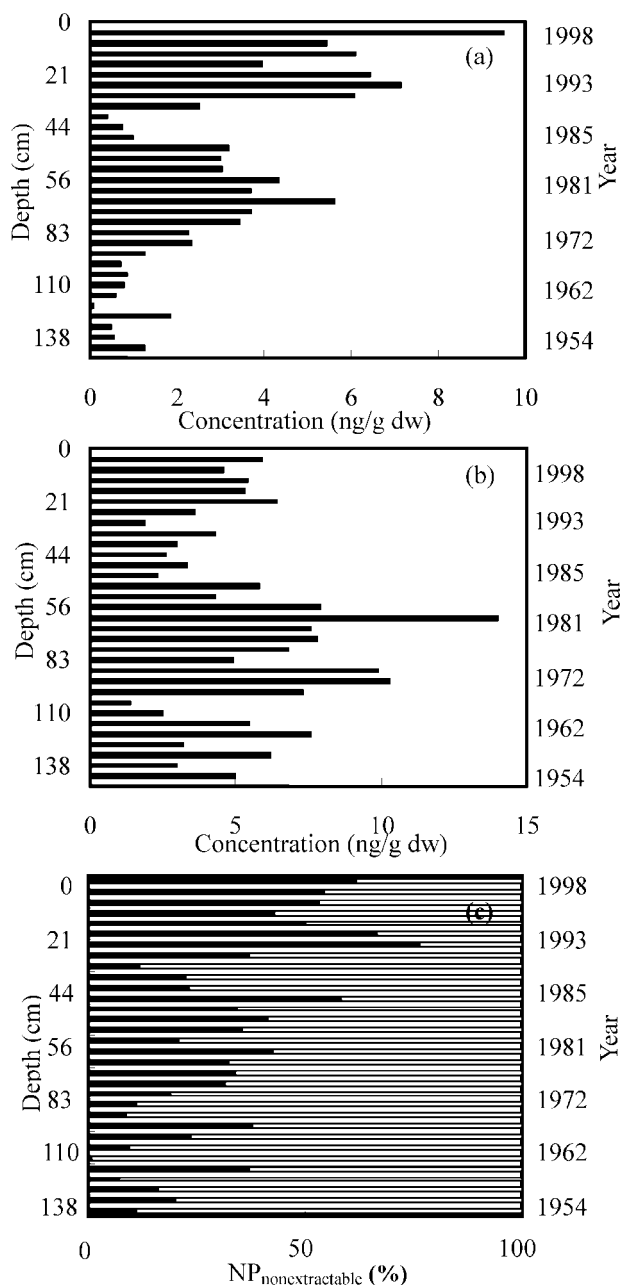 0
1998
(a)
21
1993
44
1985
56
1981
83
1972
110
1962
138
1954
Depth (cm)
Year
0 2 4 6 8 10
Concentration (ng/g dw)
0
(b)
1998
21
1993
44
1985
56
1981
83
1972
110
1962
138
1954
Depth (cm)
Year
0 5 10 15
Concentration (ng/g dw)
0
1998
(c)
21
1993
44
1985
56
1981
83
1972
110
1962
138
1954
Depth (cm)
Year
0 50 100
NPnonextractable (%)